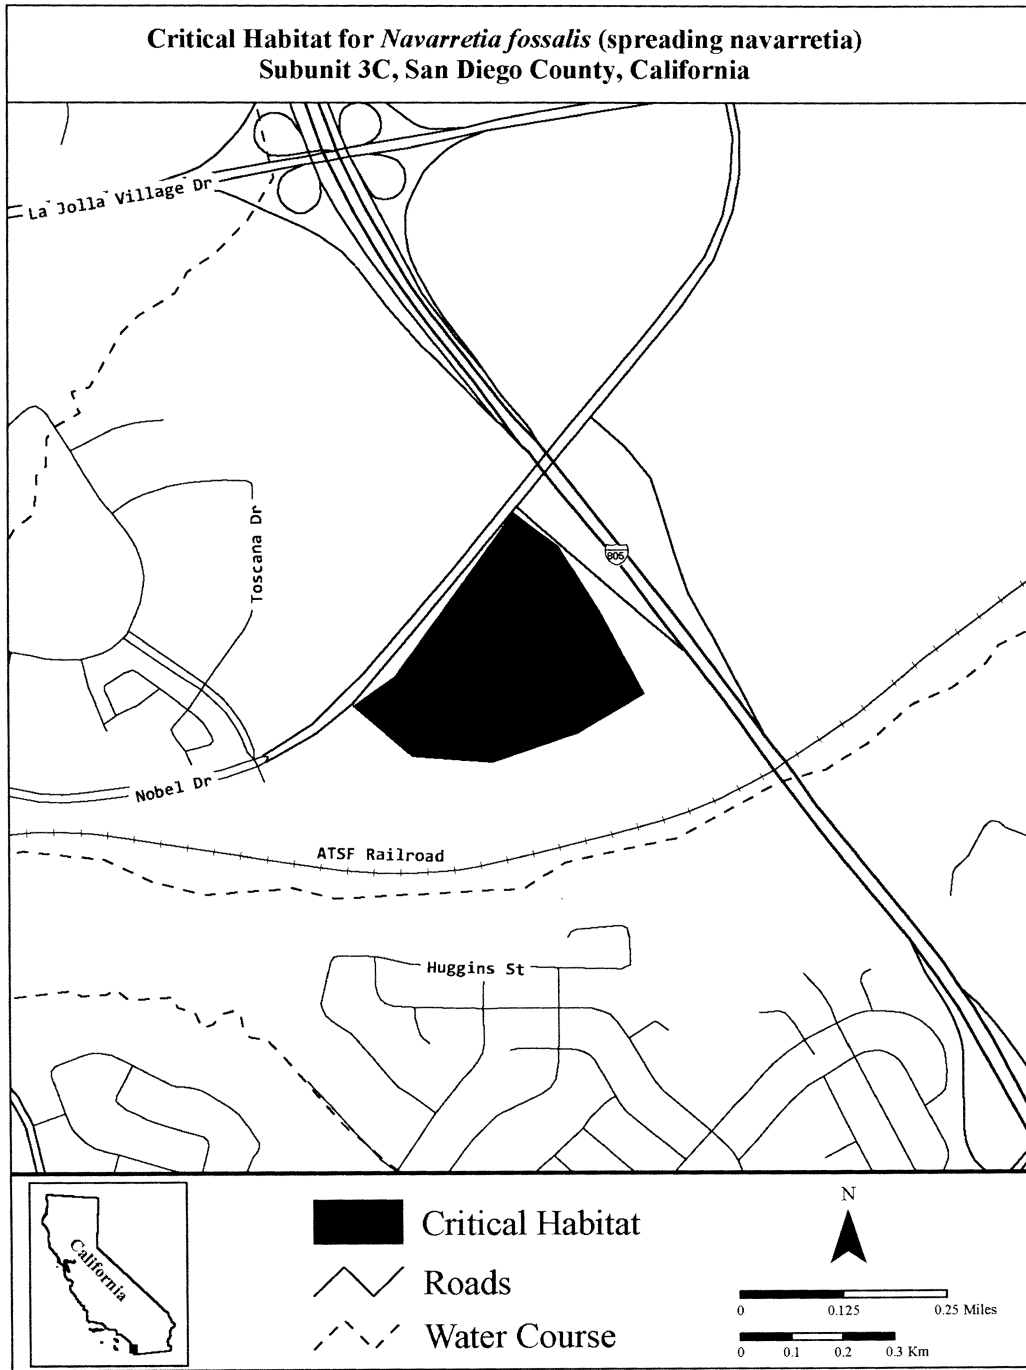 Critical Habitat for Navarretia fossalis (spreading navarretia)
Subunit 3C, San Diego County, California
La Jolla Village Dr
Toscana Dr
805
Nobel Dr
ATSF Railroad
Huggins St
California
Critical Habitat
Roads
Water Course
N
0 0.125 0.25 Miles
0 0.1 0.2 0.3 Km